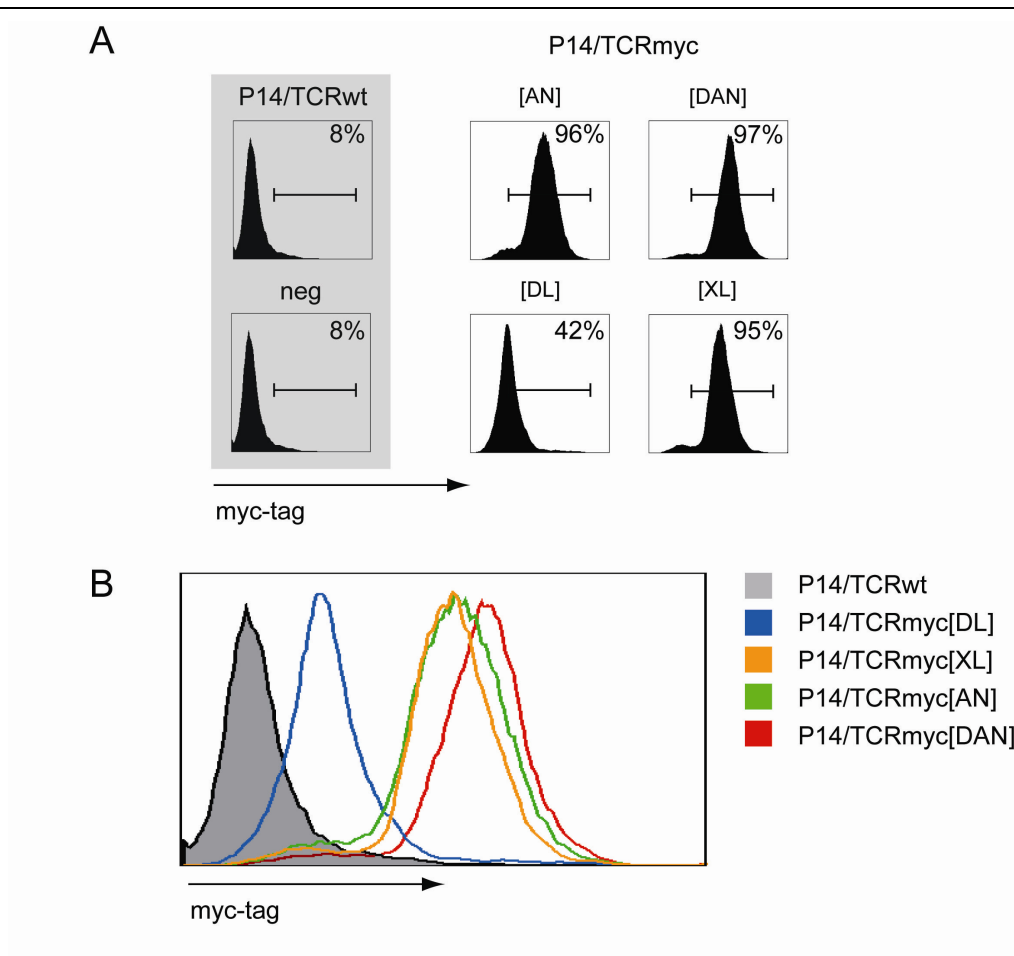 A
P14/TCRmyc
P14/TCRwt
[AN]
[DAN]
8%
96%
97%
neg
[DL]
[XL]
8%
42%
95%
myc-tag
B
P14/TCRwt
P14/TCRmyc[DL]
P14/TCRmyc[XL]
P14/TCRmyc[AN]
P14/TCRmyc[DAN]
myc-tag